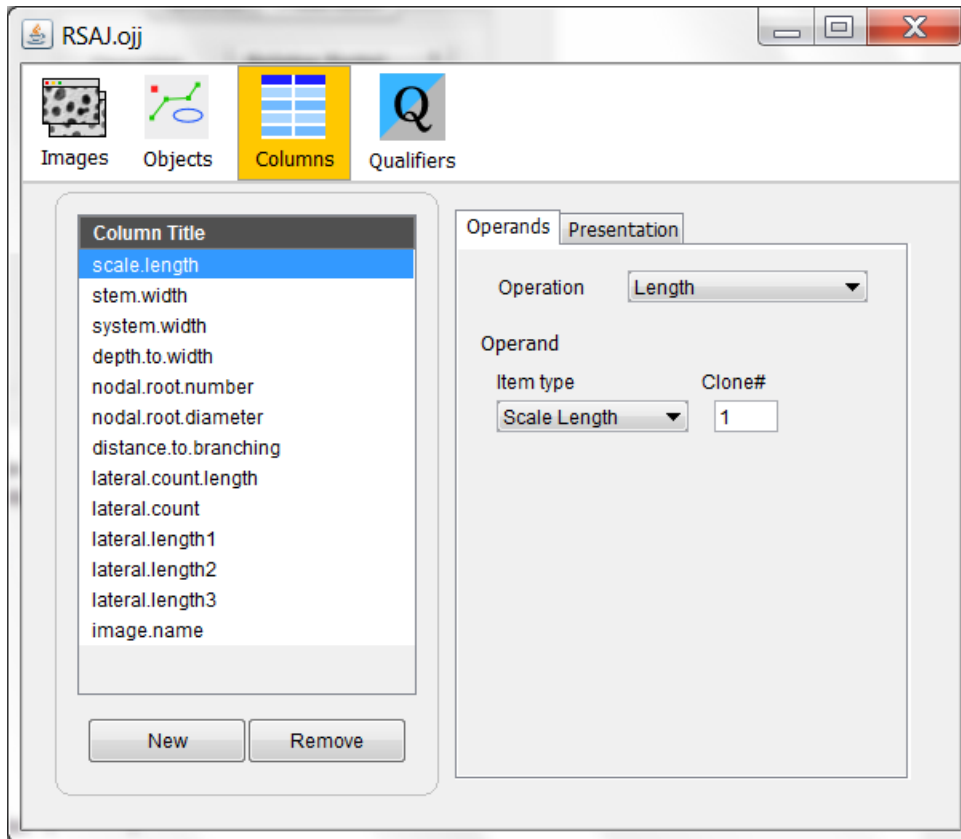 RSAJ.ojj
Images Objects Columns Q Qualifiers
Column Title
scale.length
stem.width
system.width
depth.to.width
nodal.root.number
nodal.root.diameter
distance.to.branching
lateral.count.length
lateral.count
lateral.length1
lateral.length2
lateral.length3
image.name
New Remove
Operands Presentation
Operation Length
Operand
Item type Clone#
Scale Length 1